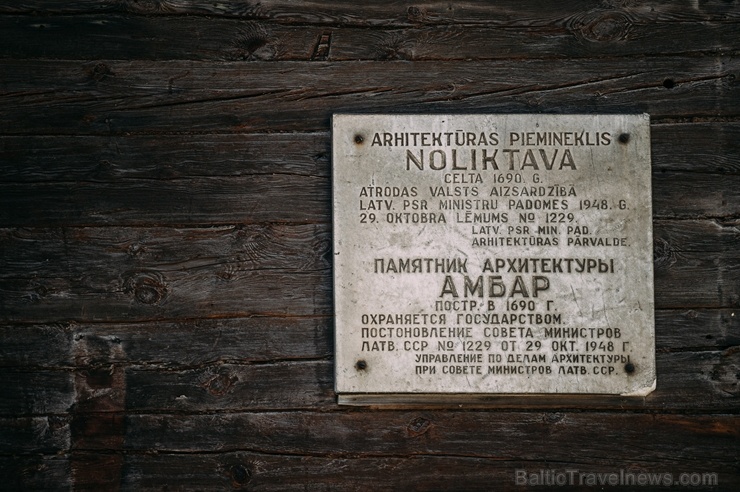 ARHITEKTŪRAS PIEMINEKLIS
NOLIKTAVA
CELTA 1690. G.
ATRODAS VALSTS AIZSARDZĪBĀ
LATV. PSR MINISTRU PADOMES 1948. G.
29. OKTOBRA LĒMUMS № 1229.
LATV. PSR MIN. PAD.
ARHITEKTŪRAS PĀRVALDE.
ПАМЯТНИК АРХИТЕКТУРЫ
АМБАР
ПОСТР. В 1690 Г.
ОХРАНЯЕТСЯ ГОСУДАРСТВОМ.
ПОСТОНОВЛЕНИЕ СОВЕТА МИНИСТРОВ
ЛАТВ. ССР № 1229 ОТ 29 ОКТ. 1948 Г.
УПРАВЛЕНИЕ ПО ДЕЛАМ АРХИТЕКТУРЫ
ПРИ СОВЕТЕ МИНИСТРОВ ЛАТВ. ССР.
BalticTravelnews.com